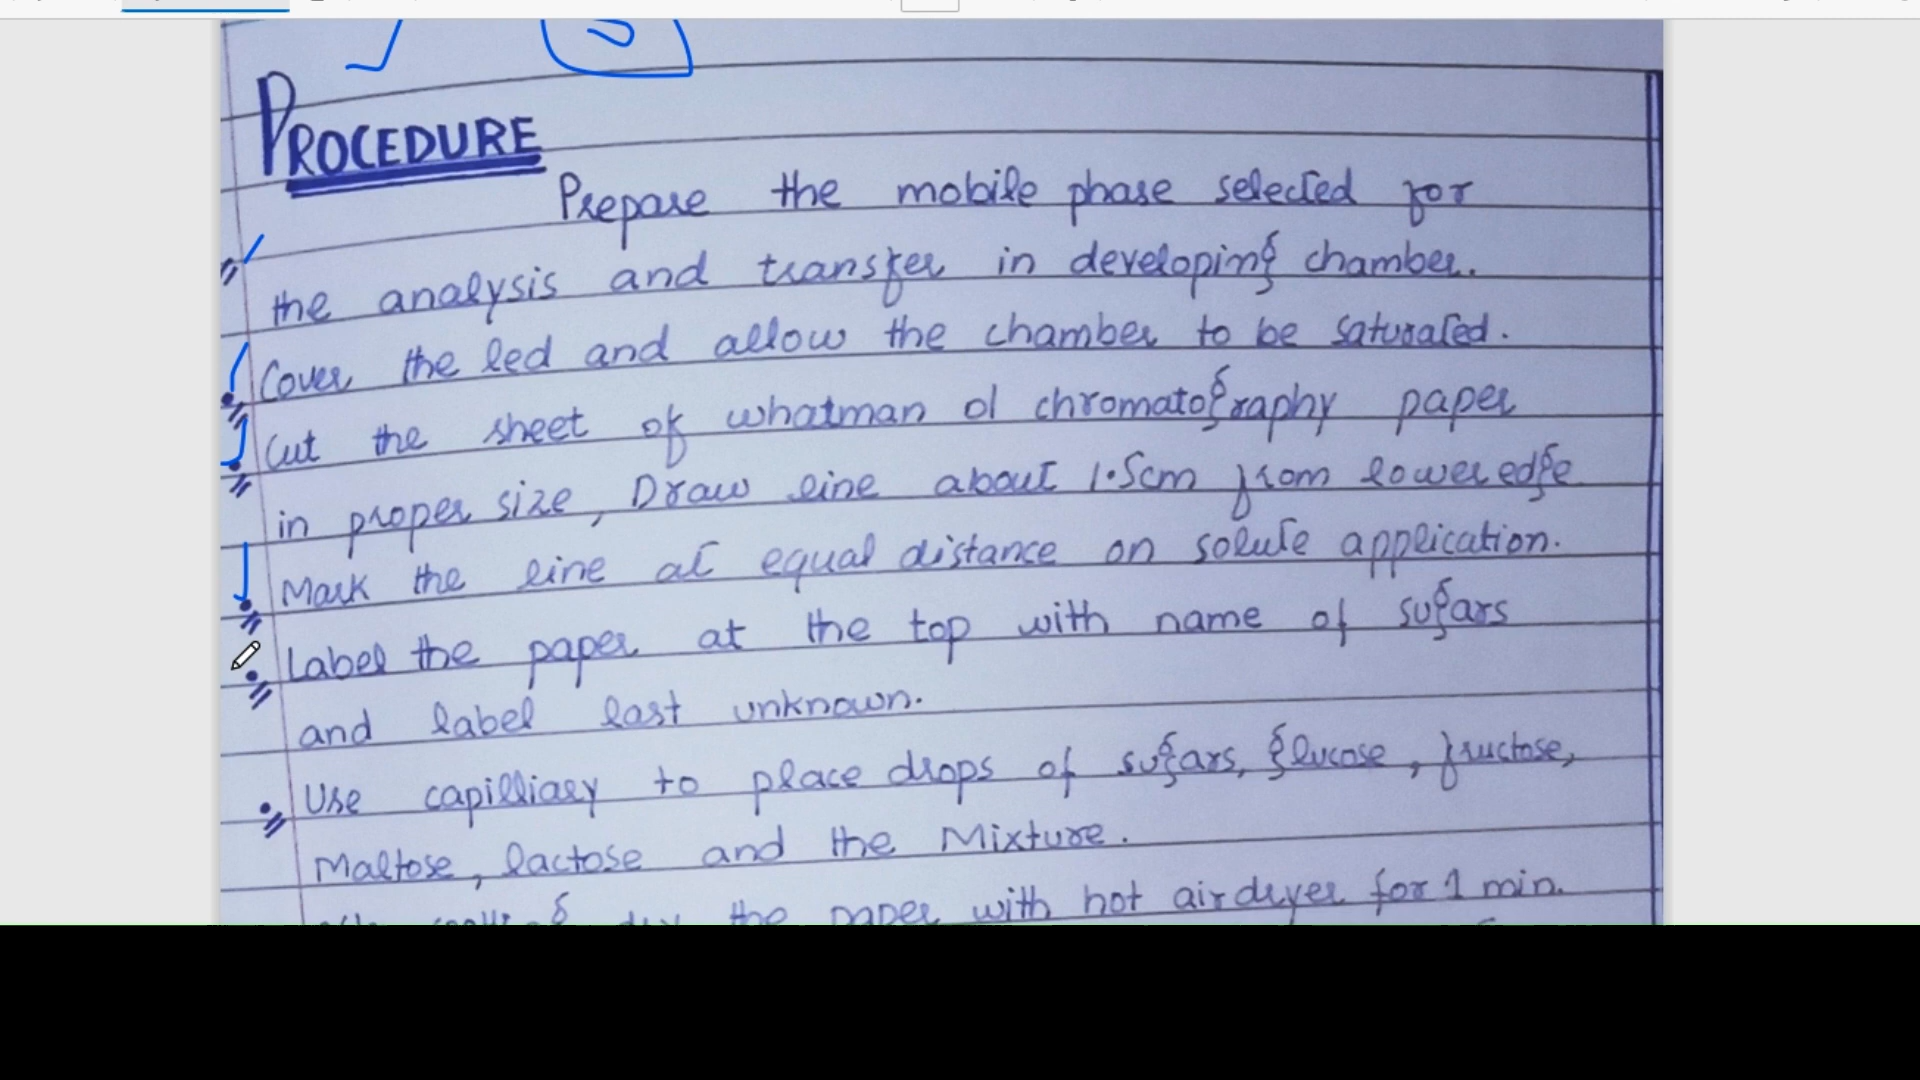 PROCEDURE
Prepare the mobile phase selected for
the analysis and transfer in developing chamber.
Cover the led and allow the chamber to be saturated.
Cut the sheet of whatman 01 chromatography paper
in proper size, Draw line about 1.5cm from lower edge
Mark the line at equal distance on solute application.
Label the paper at the top with name of sugars
and label last unknown.
Use capilliary to place drops of sugars, glucose, fructose,
Maltose, lactose and the Mixture.
dry the paper with hot air dryer for 1 min.